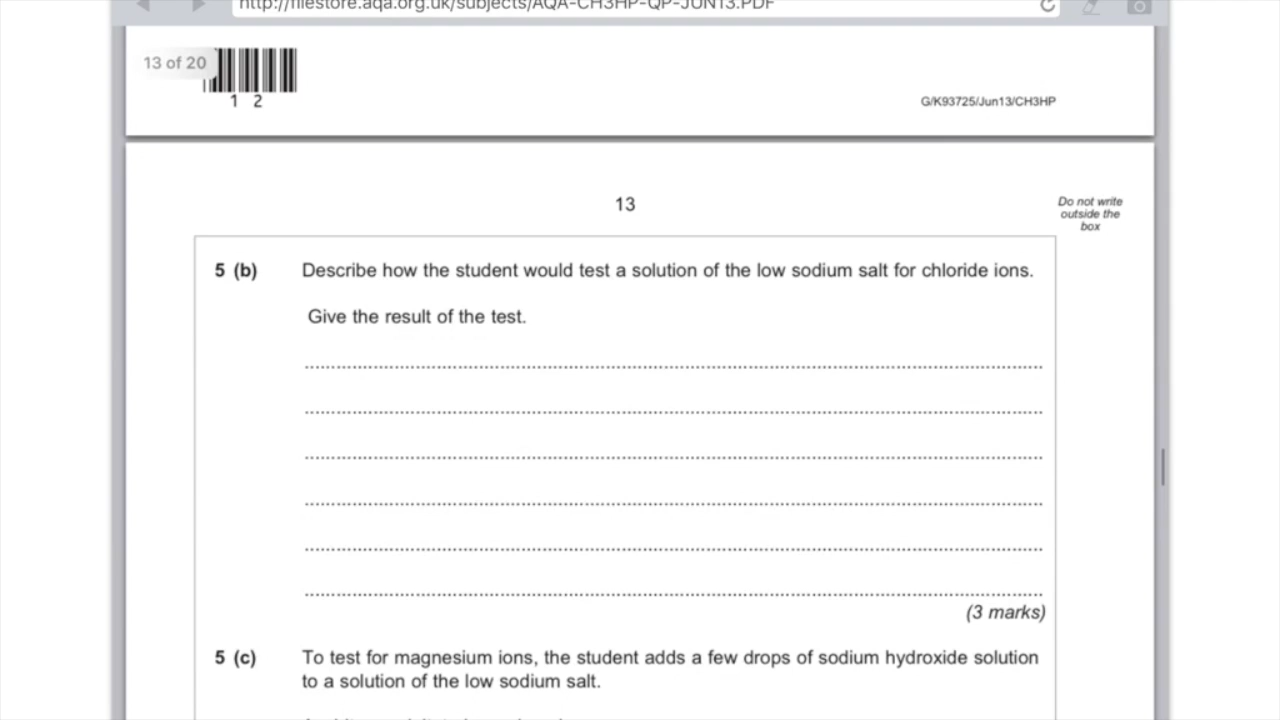 http://filestore.aqa.org.uk/subjects/AQA-CH3HP-QP-JUN13.PDF
13 of 20
1 2
G/K93725/Jun13/CH3HP
13
Do not write
outside the
box
5 (b) Describe how the student would test a solution of the low sodium salt for chloride ions.
Give the result of the test.
(3 marks)
5 (c) To test for magnesium ions, the student adds a few drops of sodium hydroxide solution
to a solution of the low sodium salt.